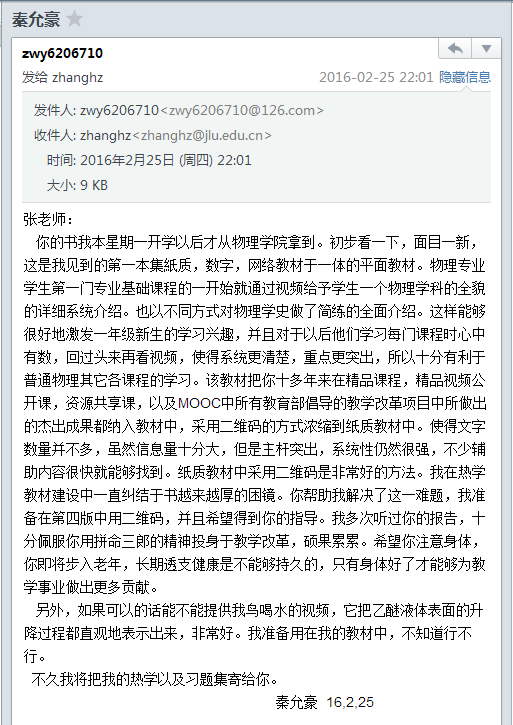 秦允豪
zwy6206710
发给 zhanghz 2016-02-25 22:01 隐藏信息
发件人: zwy6206710<zwy6206710@126.com>
收件人: zhanghz<zhanghz@jlu.edu.cn>
时间: 2016年2月25日 (周四) 22:01
大小: 9 KB
张老师：
你的书我本星期一开学以后才从物理学院拿到。初步看一下，面目一新，
这是我见到的第一本集紙质，数字，网络教材于一体的平面教材。物理专业
学生第一门专业基础课程的一开始就通过视频给予学生一个物理学科的全貌
的详细系统介绍。也以不同方式对物理学史做了简练的全面介绍。这样能够
很好地激发一年级新生的学习兴趣，并且对于以后他们学习每门课程时心中
有数，回过头来再看视频，使得系统更清楚，重点更突出，所以十分有利于
普通物理其它各课程的学习。该教材把你十多年来在精品课程，精品视频公
开课，资源共享课，以及MOOC中所有教育部倡导的教学改革项目中所做出
的杰出成果都纳入教材中，采用二维码的方式浓缩到纸质教材中。使得文字
数量并不多，虽然信息量十分大，但是主杆突出，系统性仍然很强，不少辅
助内容很快就能够找到。纸质教材中采用二维码是非常好的方法。我在热学
教材建设中一直纠结于书越来越厚的困镜。你帮助我解决了这一难题，我准
备在第四版中用二维码，并且希望得到你的指导。我多次听过你的报告，十
分佩服你用拼命三郎的精神投身于教学改革，硕果累累。希望你注意身体，
你即将步入老年，长期透支健康是不能够持久的，只有身体好了才能够为教
学事业做出更多贡献。
另外，如果可以的话能不能提供我鸟喝水的视频，它把乙醚液体表面的升
降过程都直观地表示出来，非常好。我准备用在我的教材中，不知道行不
行。
不久我将把我的热学以及习题集寄给你。
秦允豪 16,2,25